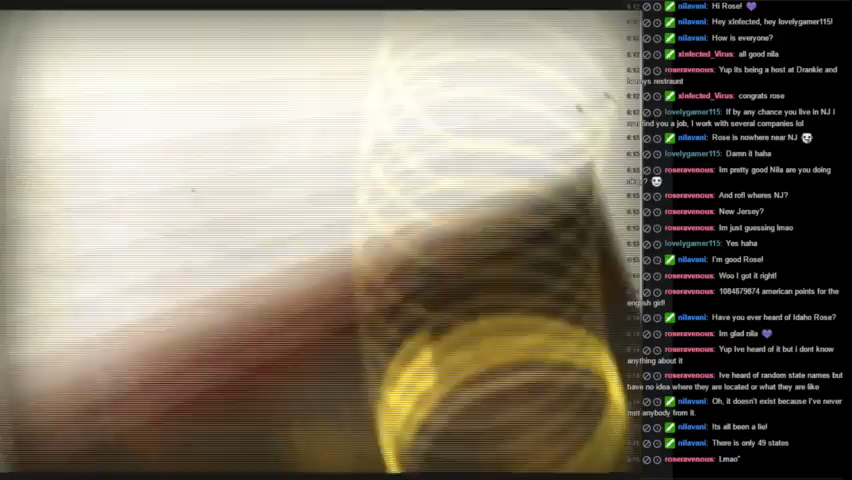 6:12 nilavani: Hi Rose!
nilavani: Hey xInfected, hey lovelygamer115!
nilavani: How is everyone?
xInfected_Virus: all good nila
roseravenous: Yup Its being a host at Drankie and
restraunt
6:12 xInfected_Virus: congrats rose
lovelygamer115: If by any chance you live in NJ I
find you a job, I work with several companies lol
nilavani: Rose is nowhere near NJ
lovelygamer115: Damn it haha
roseravenous: Im pretty good Nila are you doing
roseravenous: And rofl wheres NJ?
roseravenous: New Jersey?
roseravenous: Im just guessing lmao
lovelygamer115: Yes haha
nilavani: I'm good Rose!
roseravenous: Woo I got it right!
roseravenous: 1084879874 american points for the
english girl!
nilavani: Have you ever heard of Idaho Rose?
roseravenous: Im glad nila
roseravenous: Yup Ive heard of it but i dont know
anything about it
roseravenous: Ive heard of random state names but
have no idea where they are located or what they are like
nilavani: Oh, it doesn't exist because I've never
met anybody from it.
nilavani: Its all been a lie!
nilavani: There is only 49 states
roseravenous: Lmao"